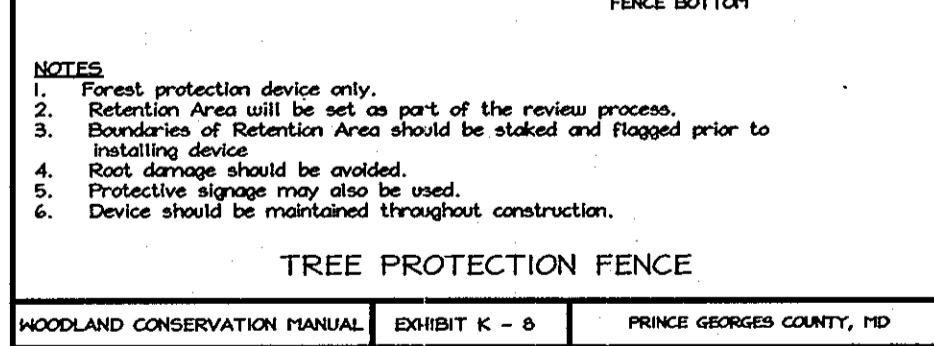 FENCE BOTTOM
NOTES
1. Forest protection device only.
2. Retention Area will be set as part of the review process.
3. Boundaries of Retention Area should be staked and flagged prior to
installing device
4. Root damage should be avoided.
5. Protective signage may also be used.
6. Device should be maintained throughout construction.
TREE PROTECTION FENCE
WOODLAND CONSERVATION MANUAL
EXHIBIT K - 8
PRINCE GEORGES COUNTY, MD